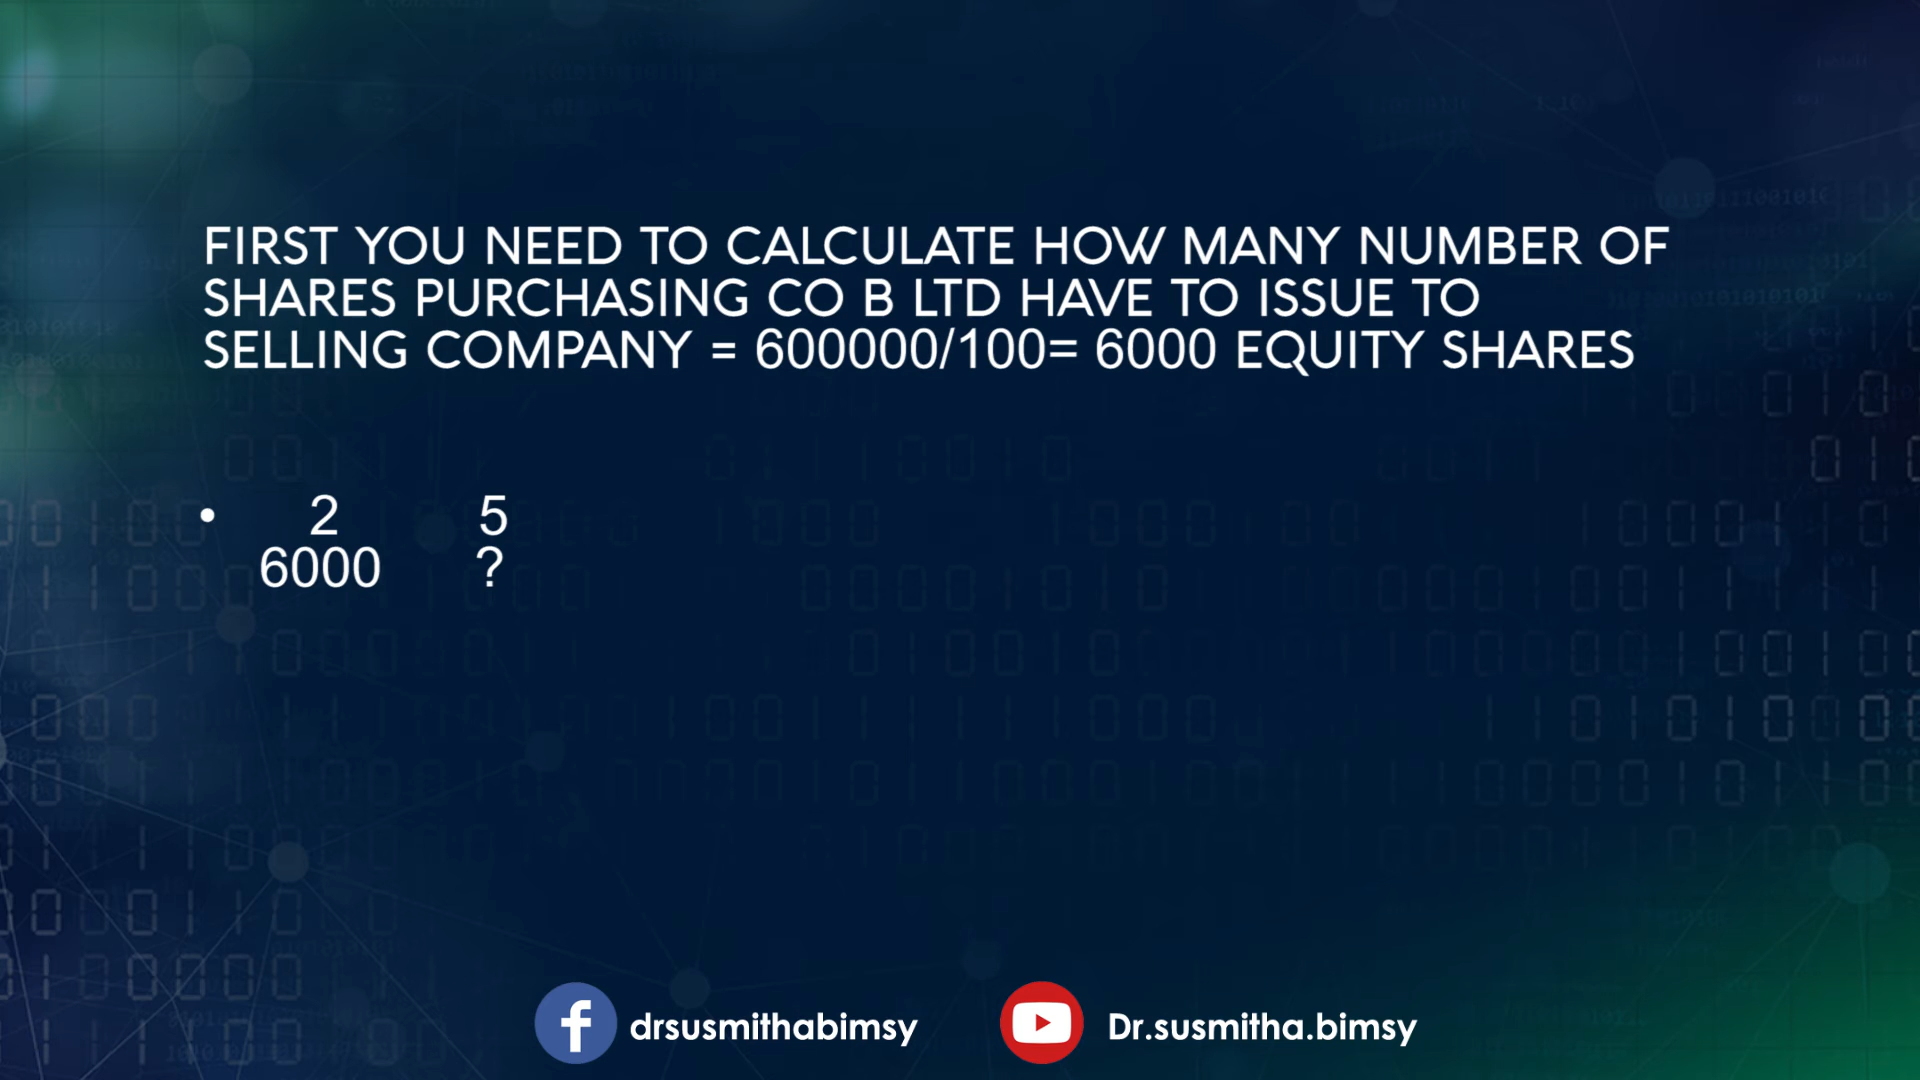 FIRST YOU NEED TO CALCULATE HOW MANY NUMBER OF
SHARES PURCHASING CO B LTD HAVE TO ISSUE TO
SELLING COMPANY = 600000/100= 6000 EQUITY SHARES
• 2 5
6000 ?
drsusmithabimsy
Dr.susmitha.bimsy